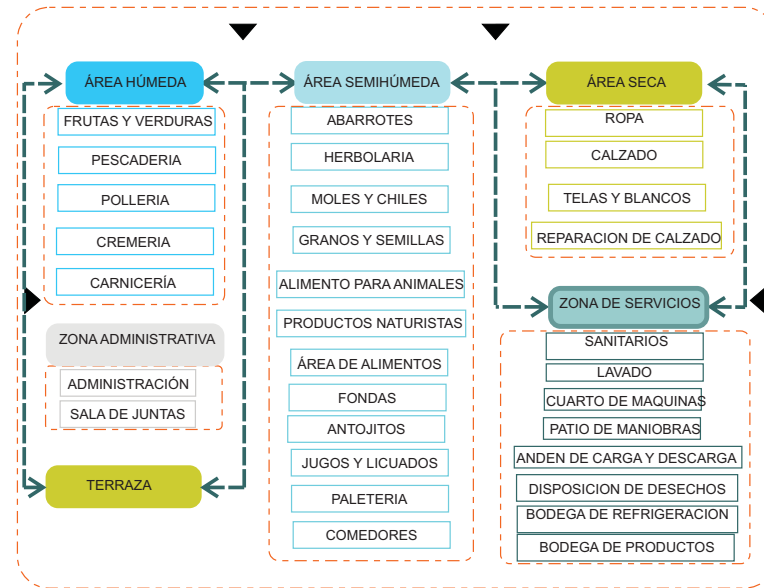 ÁREA HÚMEDA
FRUTAS Y VERDURAS
PESCADERIA
POLLERIA
CREMERIA
CARNICERÍA
ZONA ADMINISTRATIVA
ADMINISTRACIÓN
SALA DE JUNTAS
TERRAZA
ÁREA SEMIHÚMEDA
ABARROTES
HERBOLARIA
MOLES Y CHILES
GRANOS Y SEMILLAS
ALIMENTO PARA ANIMALES
PRODUCTOS NATURISTAS
ÁREA DE ALIMENTOS
FONDAS
ANTOJITOS
JUGOS Y LICUADOS
PALETERIA
COMEDORES
ÁREA SECA
ROPA
CALZADO
TELAS Y BLANCOS
REPARACION DE CALZADO
ZONA DE SERVICIOS
SANITARIOS
LAVADO
CUARTO DE MAQUINAS
PATIO DE MANIOBRAS
ANDEN DE CARGA Y DESCARGA
DISPOSICION DE DESECHOS
BODEGA DE REFRIGERACION
BODEGA DE PRODUCTOS